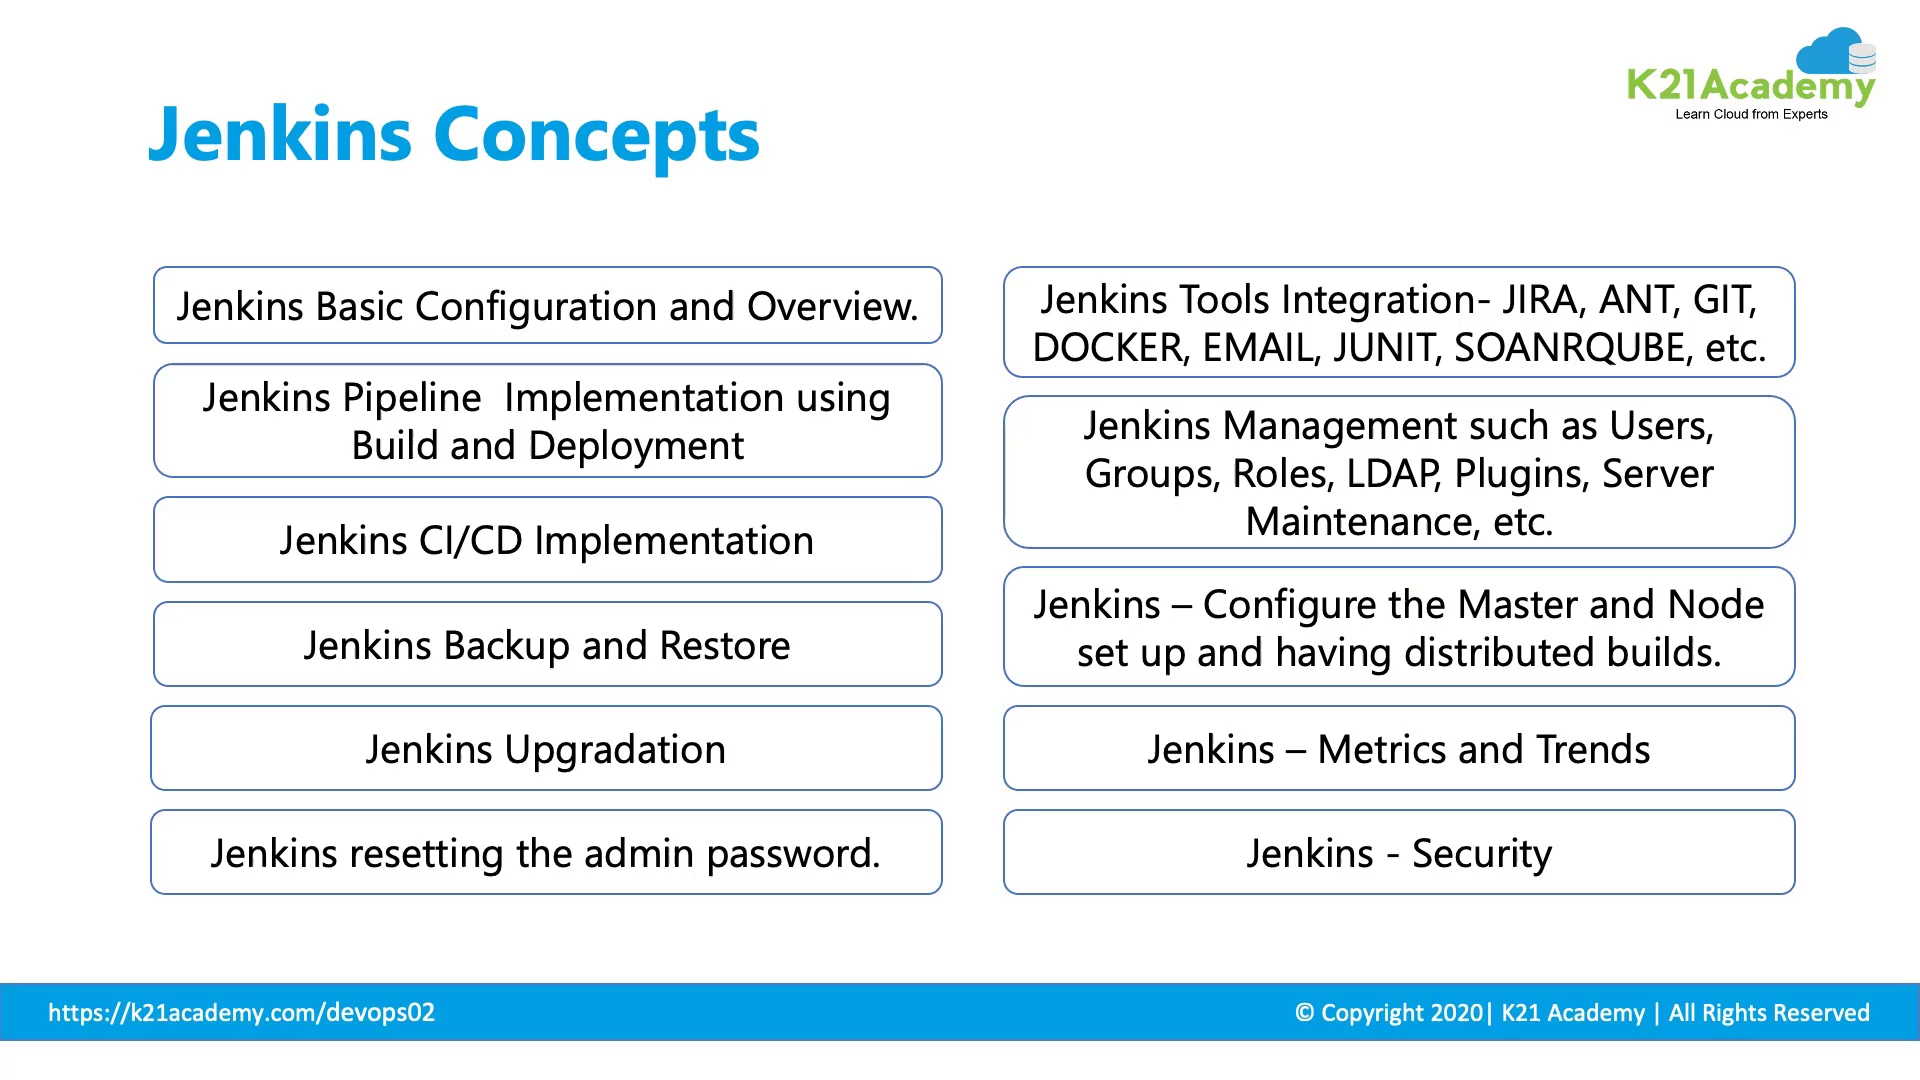 K21Academy
Learn Cloud from Experts
Jenkins Concepts
Jenkins Basic Configuration and Overview.
Jenkins Pipeline  Implementation using
Build and Deployment
Jenkins CI/CD Implementation
Jenkins Backup and Restore
Jenkins Upgradation
Jenkins resetting the admin password.
Jenkins Tools Integration- JIRA, ANT, GIT,
DOCKER, EMAIL, JUNIT, SOANRQUBE, etc.
Jenkins Management such as Users,
Groups, Roles, LDAP, Plugins, Server
Maintenance, etc.
Jenkins – Configure the Master and Node
set up and having distributed builds.
Jenkins – Metrics and Trends
Jenkins - Security
https://k21academy.com/devops02
© Copyright 2020| K21 Academy | All Rights Reserved